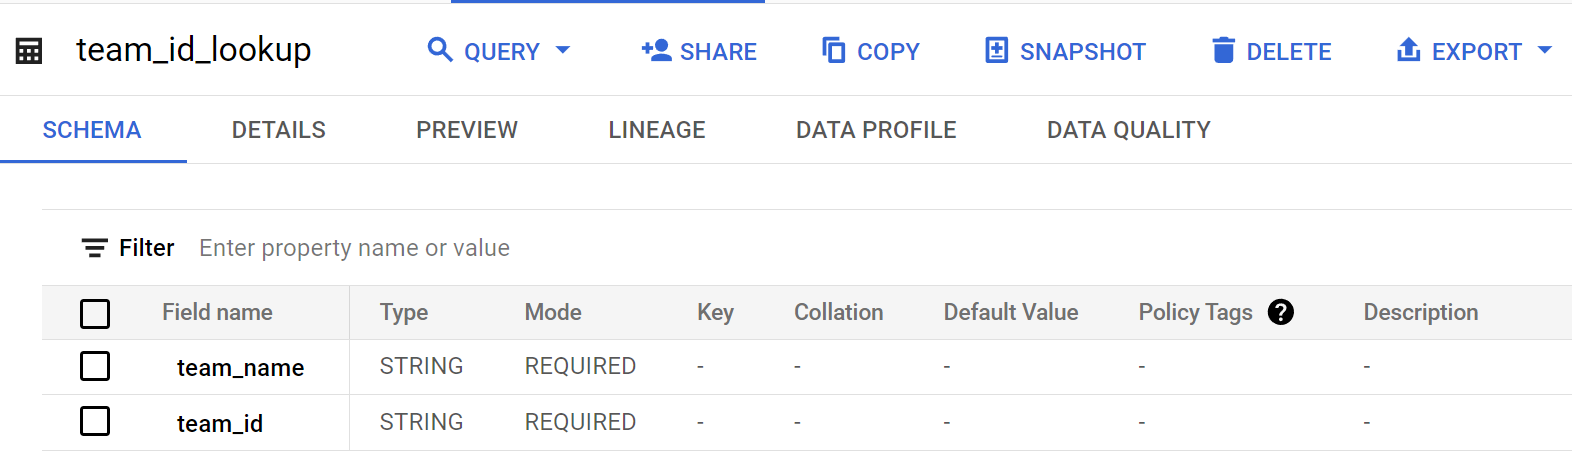 team_id_lookup QUERY SHARE COPY SNAPSHOT DELETE EXPORT
SCHEMA DETAILS PREVIEW LINEAGE DATA PROFILE DATA QUALITY
Filter Enter property name or value
Field name Type Mode Key Collation Default Value Policy Tags ? Description
team_name STRING REQUIRED - - - - -
team_id STRING REQUIRED - - - - -